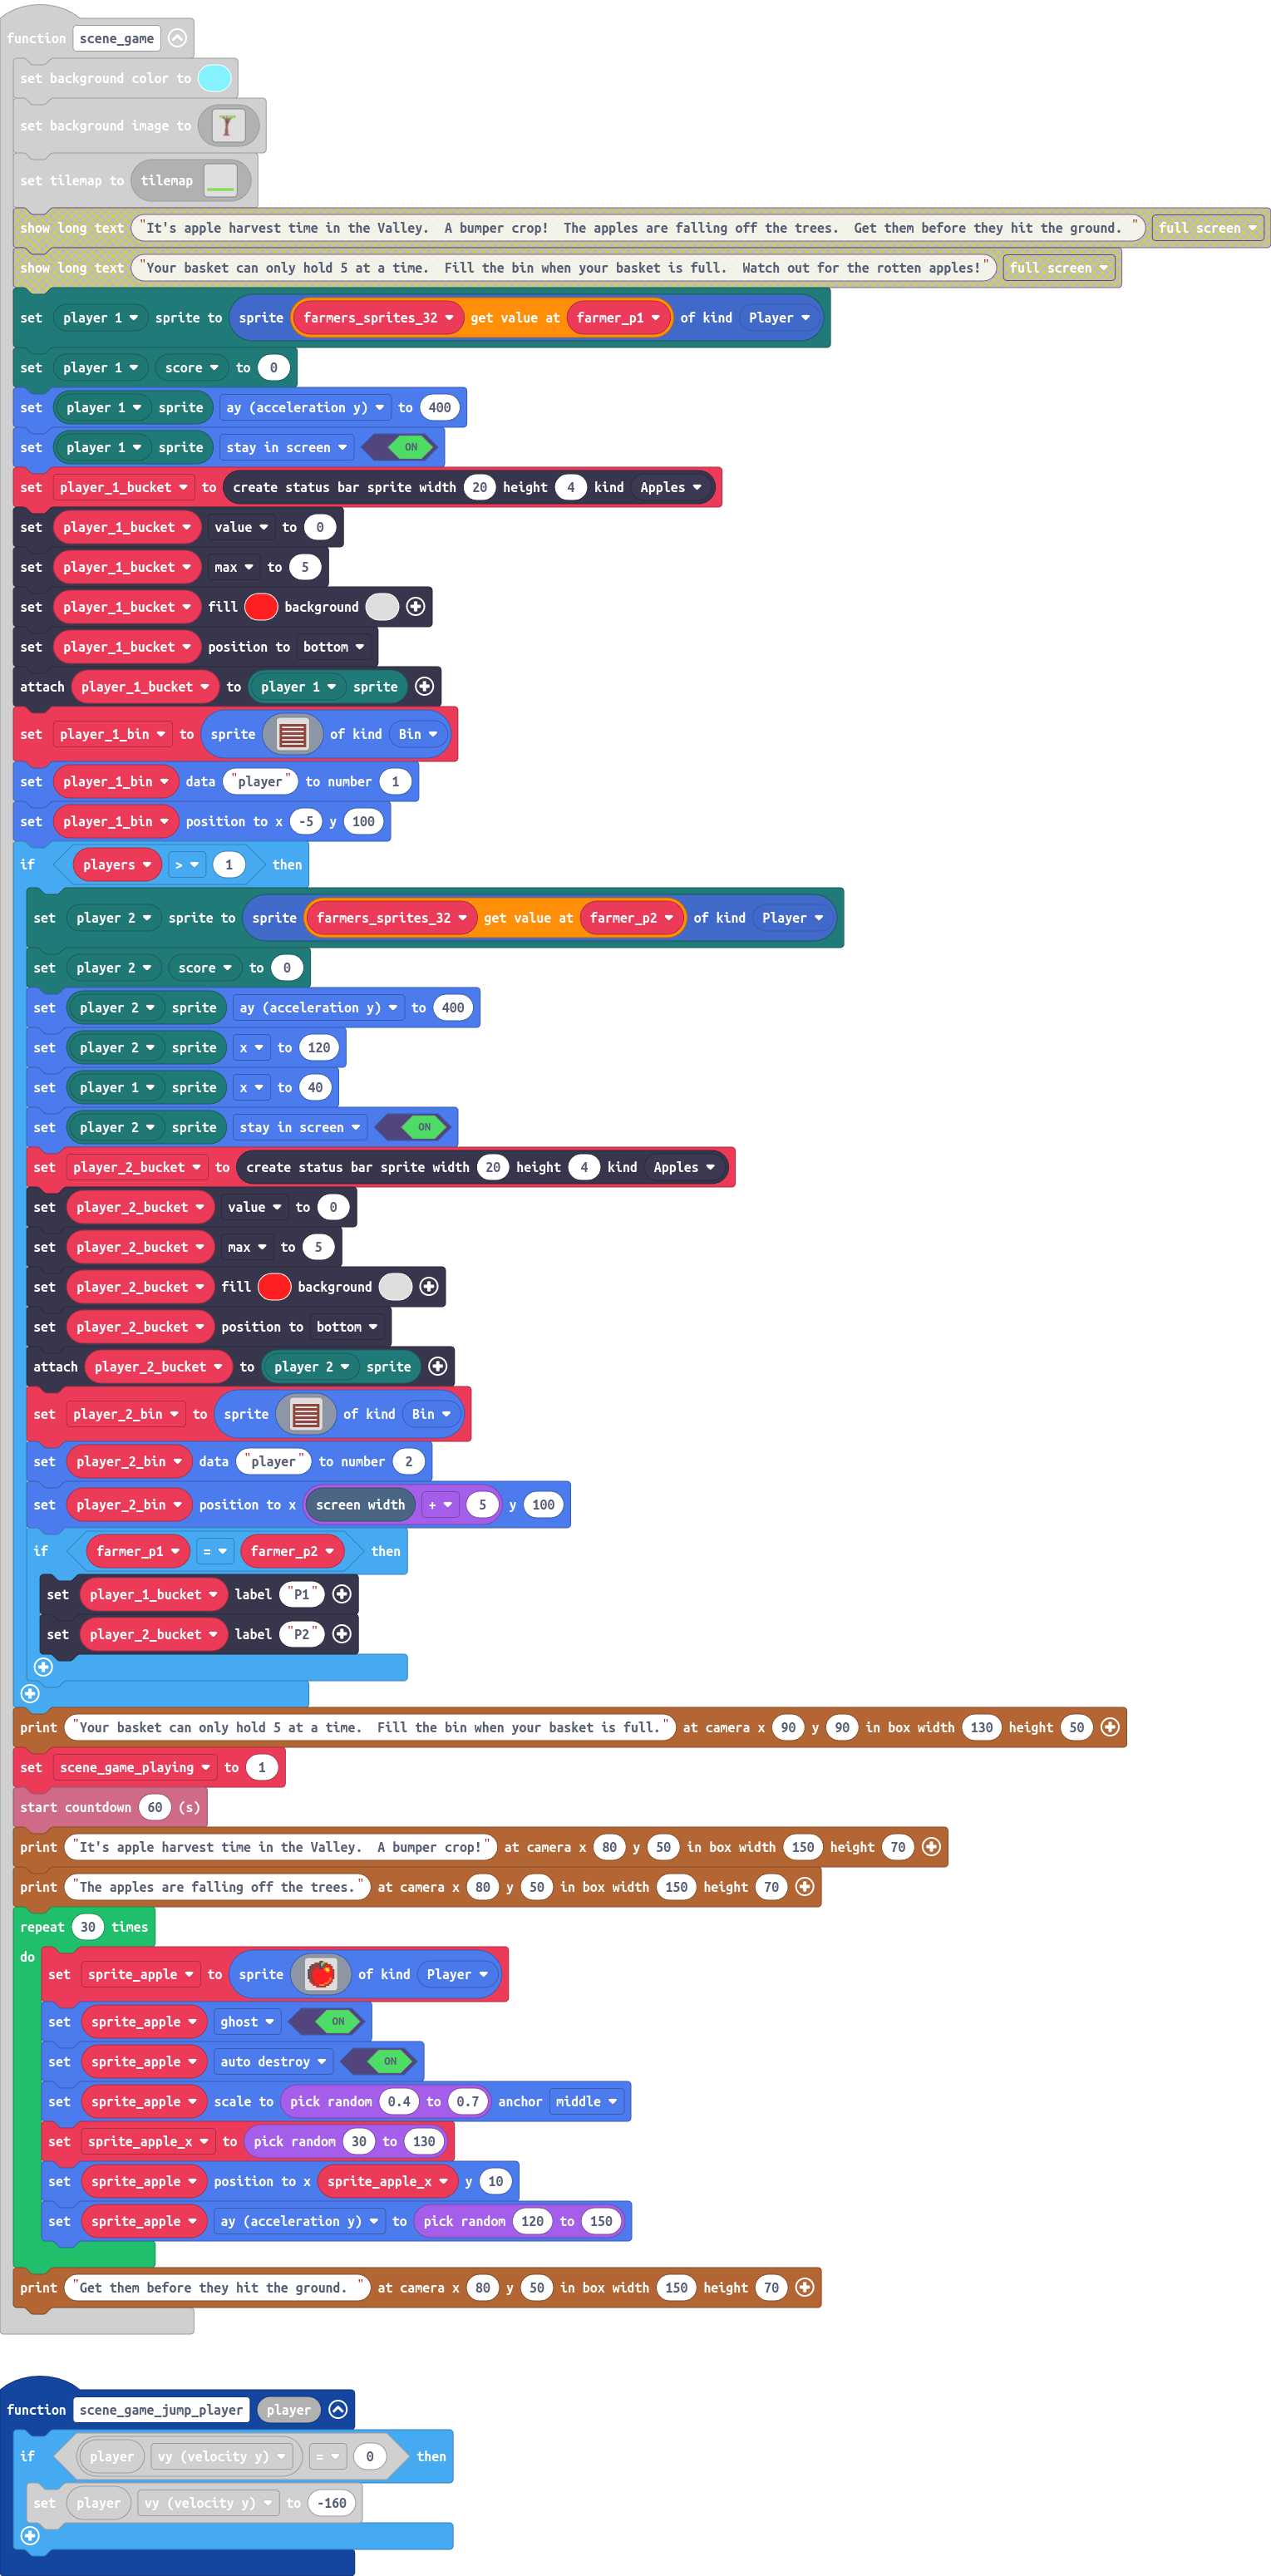 function scene_game
set background color to
set background image to
set tilemap to tilemap
show long text "It's apple harvest time in the Valley.  A bumper crop!  The apples are falling off the trees.  Get them before they hit the ground. " full screen
show long text "Your basket can only hold 5 at a time.  Fill the bin when your basket is full.  Watch out for the rotten apples!" full screen
set player 1 sprite to sprite farmers_sprites_32 get value at farmer_p1 of kind Player
set player 1 score to 0
set player 1 sprite ay (acceleration y) to 400
set player 1 sprite stay in screen ON
set player_1_bucket to create status bar sprite width 20 height 4 kind Apples
set player_1_bucket value to 0
set player_1_bucket max to 5
set player_1_bucket fill background
set player_1_bucket position to bottom
attach player_1_bucket to player 1 sprite
set player_1_bin to sprite of kind Bin
set player_1_bin data "player" to number 1
set player_1_bin position to x -5 y 100
if players > 1 then
set player 2 sprite to sprite farmers_sprites_32 get value at farmer_p2 of kind Player
set player 2 score to 0
set player 2 sprite ay (acceleration y) to 400
set player 2 sprite x to 120
set player 1 sprite x to 40
set player 2 sprite stay in screen ON
set player_2_bucket to create status bar sprite width 20 height 4 kind Apples
set player_2_bucket value to 0
set player_2_bucket max to 5
set player_2_bucket fill background
set player_2_bucket position to bottom
attach player_2_bucket to player 2 sprite
set player_2_bin to sprite of kind Bin
set player_2_bin data "player" to number 2
set player_2_bin position to x screen width + 5 y 100
if farmer_p1 = farmer_p2 then
set player_1_bucket label "P1"
set player_2_bucket label "P2"
print "Your basket can only hold 5 at a time.  Fill the bin when your basket is full." at camera x 90 y 90 in box width 130 height 50
set scene_game_playing to 1
start countdown 60 (s)
print "It's apple harvest time in the Valley.  A bumper crop!" at camera x 80 y 50 in box width 150 height 70
print "The apples are falling off the trees." at camera x 80 y 50 in box width 150 height 70
repeat 30 times
do
set sprite_apple to sprite of kind Player
set sprite_apple ghost ON
set sprite_apple auto destroy ON
set sprite_apple scale to pick random 0.4 to 0.7 anchor middle
set sprite_apple_x to pick random 30 to 130
set sprite_apple position to x sprite_apple_x y 10
set sprite_apple ay (acceleration y) to pick random 120 to 150
print "Get them before they hit the ground. " at camera x 80 y 50 in box width 150 height 70
function scene_game_jump_player player
if player vy (velocity y) = 0 then
set player vy (velocity y) to -160